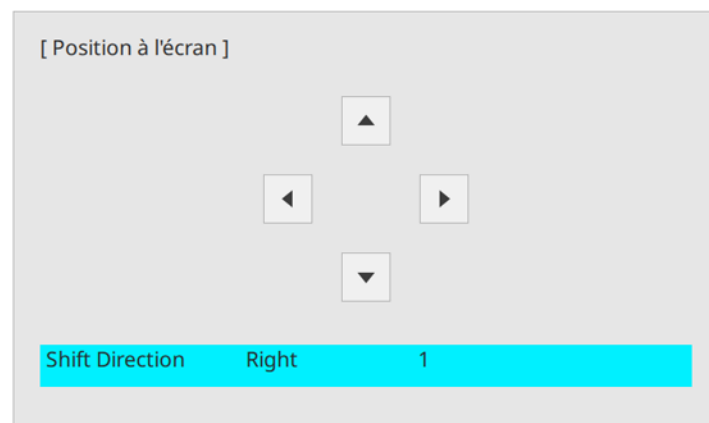 [ Position à l'écran ]
Shift Direction Right 1